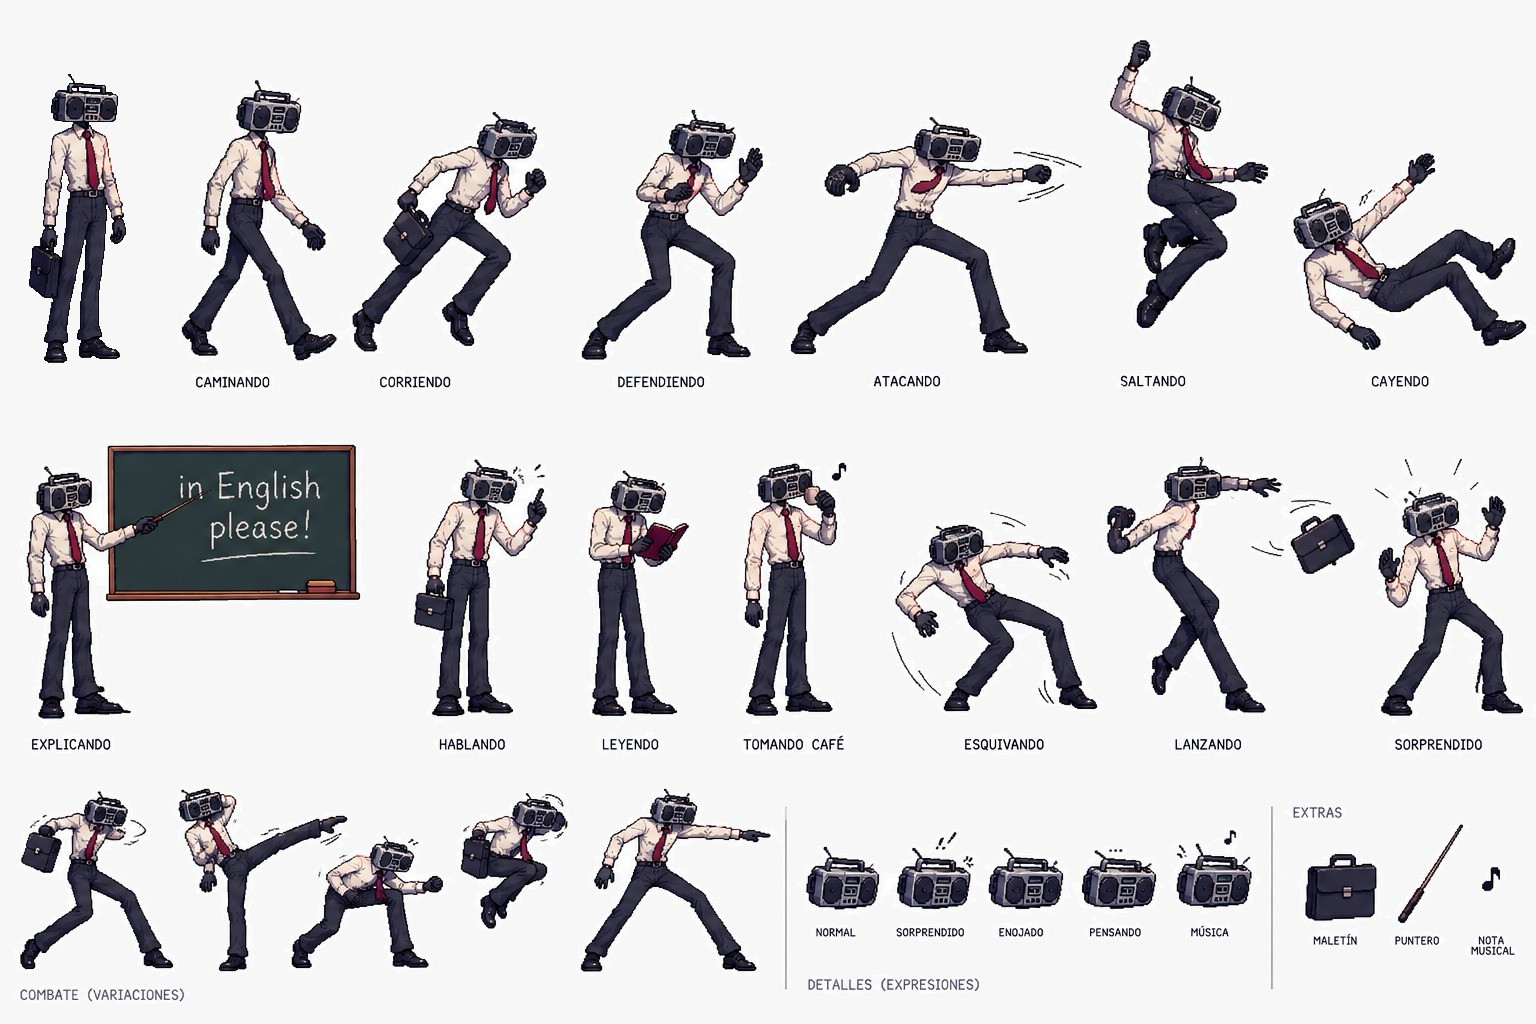 CAMINANDO
CORRIENDO
DEFENDIENDO
ATACANDO
SALTANDO
CAYENDO
in English
please!
EXPLICANDO
HABLANDO
LEYENDO
TOMANDO CAFÉ
ESQUIVANDO
LANZANDO
SORPRENDIDO
COMBATE (VARIACIONES)
NORMAL
SORPRENDIDO
ENOJADO
PENSANDO
MÚSICA
DETALLES (EXPRESIONES)
EXTRAS
MALETÍN
PUNTERO
NOTA
MUSICAL